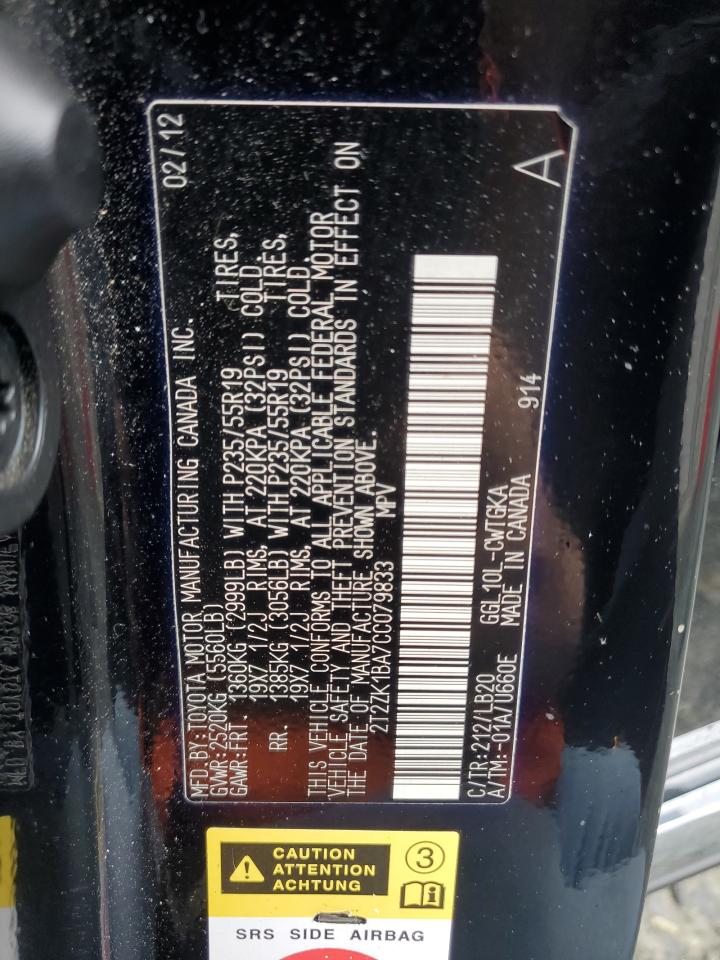 MFD.BY:TOYOTA MOTOR MANUFACTURING CANADA INC. 02/12
GVWR:2520KG (5560LB)
GAWR:FRT. 1360KG (2999LB) WITH P235/55R19 TIRES,
19X7 1/2J RIMS, AT 220KPA (32PSI) COLD
RR. 1385KG (3056LB) WITH P235/55R19 TIRES,
19X7 1/2J RIMS, AT 220KPA (32PSI) COLD,
THIS VEHICLE CONFORMS TO ALL APPLICABLE FEDERAL MOTOR
VEHICLE SAFETY AND THEFT PREVENTION STANDARDS IN EFFECT ON
THE DATE OF MANUFACTURE SHOWN ABOVE.
2T2ZK1BA7CC079833 MPV
C/TR:212/LB20 GGL10L-CWTGKA
A/TM:-01A/U660E MADE IN CANADA 914
A
CAUTION
ATTENTION
ACHTUNG
3
SRS SIDE AIRBAG